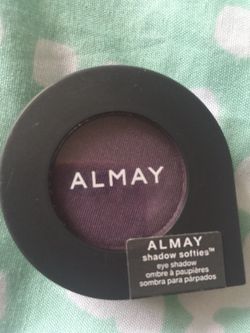 ALMAY
ALMAY
shadow softies™
eye shadow
ombre à paupières
sombra para párpados